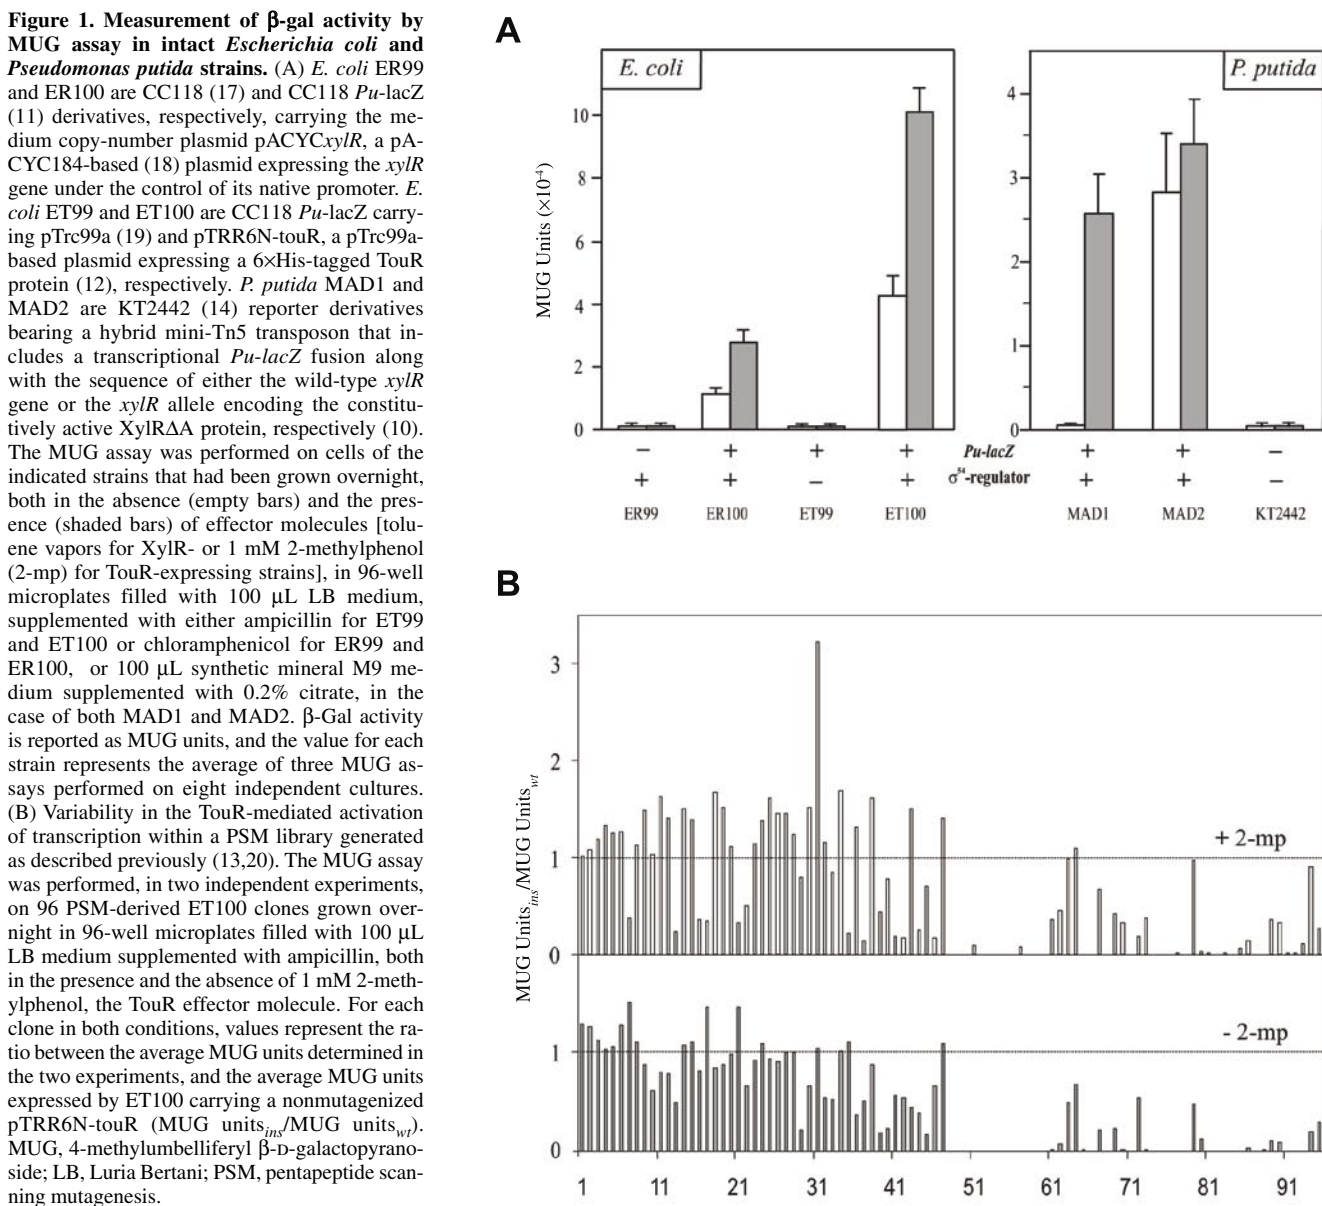 Figure 1. Measurement of β-gal activity by
MUG assay in intact Escherichia coli and
Pseudomonas putida strains. (A) E. coli ER99
and ER100 are CC118 (17) and CC118 Pu-lacZ
(11) derivatives, respectively, carrying the me-
dium copy-number plasmid pACYCxylR, a pA-
CYC184-based (18) plasmid expressing the xylR
gene under the control of its native promoter. E.
coli ET99 and ET100 are CC118 Pu-lacZ carry-
ing pTrc99a (19) and pTRR6N-touR, a pTrc99a-
based plasmid expressing a 6×His-tagged TouR
protein (12), respectively. P. putida MAD1 and
MAD2 are KT2442 (14) reporter derivatives
bearing a hybrid mini-Tn5 transposon that in-
cludes a transcriptional Pu-lacZ fusion along
with the sequence of either the wild-type xylR
gene or the xylR allele encoding the constitu-
tively active XylRΔA protein, respectively (10).
The MUG assay was performed on cells of the
indicated strains that had been grown overnight,
both in the absence (empty bars) and the pres-
ence (shaded bars) of effector molecules [tolu-
ene vapors for XylR- or 1 mM 2-methylphenol
(2-mp) for TouR-expressing strains], in 96-well
microplates filled with 100 μL LB medium,
supplemented with either ampicillin for ET99
and ET100 or chloramphenicol for ER99 and
ER100, or 100 μL synthetic mineral M9 me-
dium supplemented with 0.2% citrate, in the
case of both MAD1 and MAD2. β-Gal activity
is reported as MUG units, and the value for each
strain represents the average of three MUG as-
says performed on eight independent cultures.
(B) Variability in the TouR-mediated activation
of transcription within a PSM library generated
as described previously (13,20). The MUG assay
was performed, in two independent experiments,
on 96 PSM-derived ET100 clones grown over-
night in 96-well microplates filled with 100 μL
LB medium supplemented with ampicillin, both
in the presence and the absence of 1 mM 2-meth-
ylphenol, the TouR effector molecule. For each
clone in both conditions, values represent the ra-
tio between the average MUG units determined in
the two experiments, and the average MUG units
expressed by ET100 carrying a nonmutagenized
pTRR6N-touR (MUG units_ins/MUG units_wt).
MUG, 4-methylumbelliferyl β-D-galactopyrano-
side; LB, Luria Bertani; PSM, pentapeptide scan-
ning mutagenesis.
A
E. coli
P. putida
MUG Units (×10⁻⁴)
10
8
6
4
2
0
4
3
2
1
0
− + + + Pu-lacZ + + −
+ + − + σ⁵⁴-regulator + + −
ER99 ER100 ET99 ET100 MAD1 MAD2 KT2442
B
MUG Units_ins/MUG Units_wt
3
2
1
0
+ 2-mp
1
0
- 2-mp
1 11 21 31 41 51 61 71 81 91